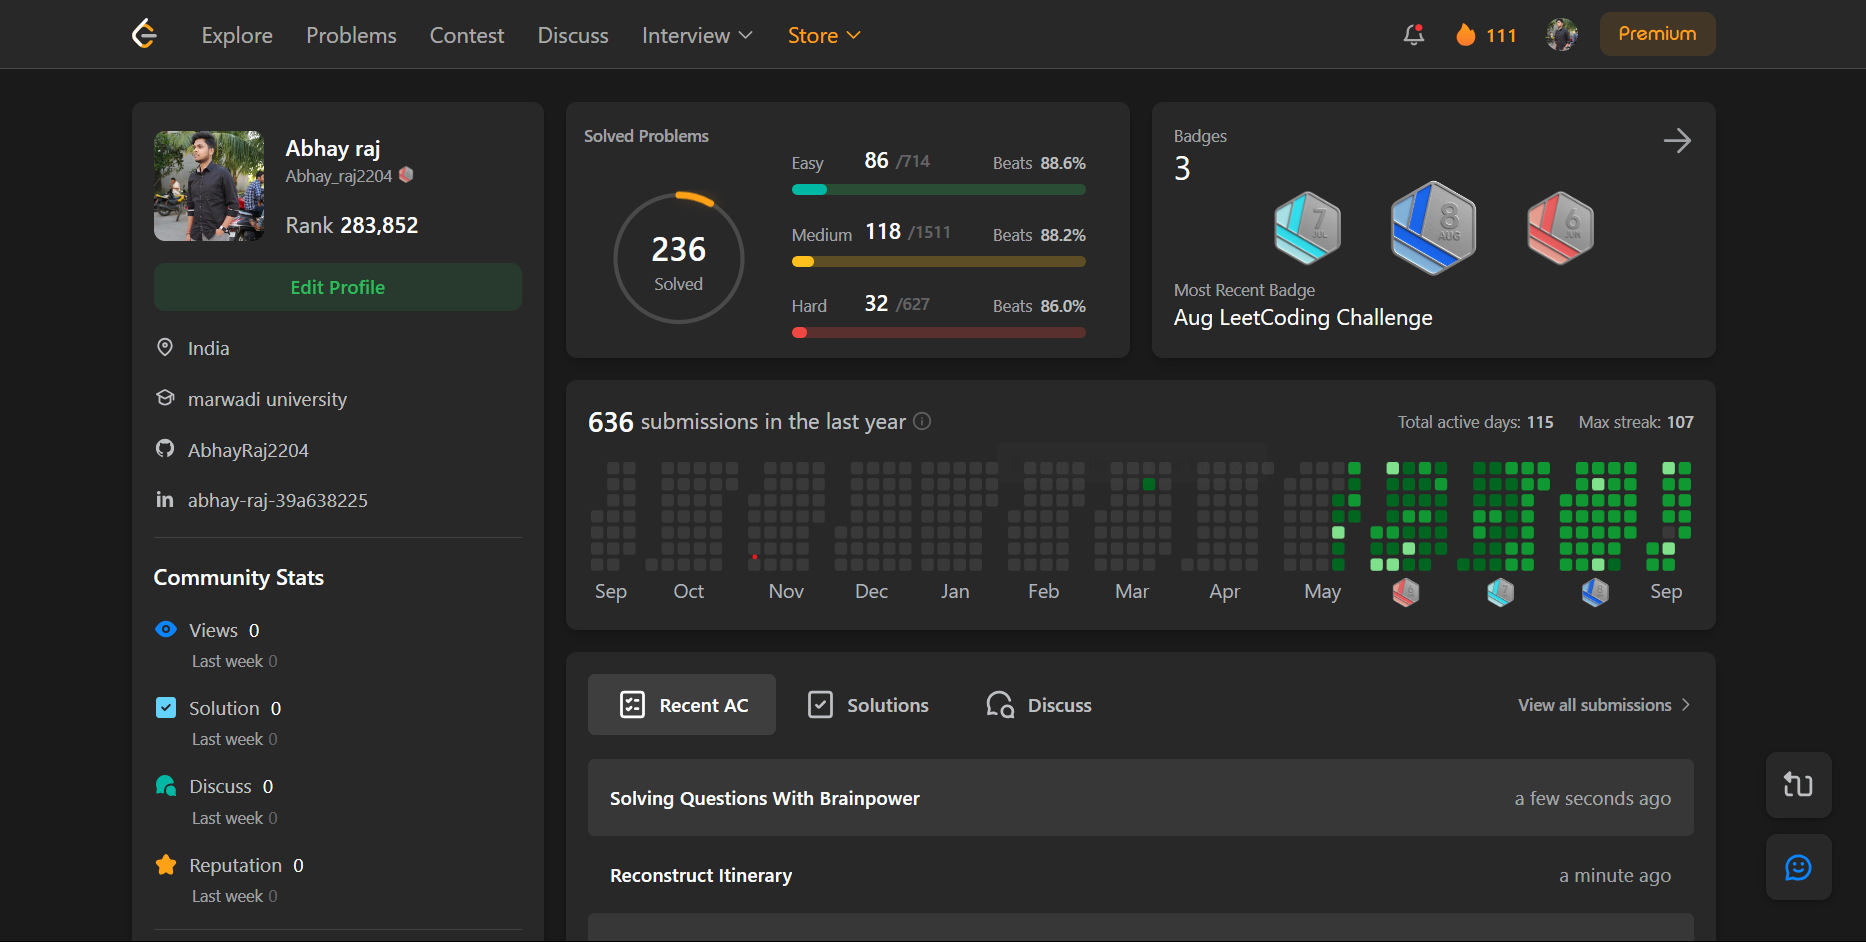 Explore Problems Contest Discuss Interview Store 111 Premium
Abhay raj
Abhay_raj2204
Rank 283,852
Edit Profile
India
marwadi university
AbhayRaj2204
in abhay-raj-39a638225
Community Stats
Views 0
Last week 0
Solution 0
Last week 0
Discuss 0
Last week 0
Reputation 0
Last week 0
Solved Problems
236
Solved
Easy 86 /714 Beats 88.6%
Medium 118 /1511 Beats 88.2%
Hard 32 /627 Beats 86.0%
Badges
3
7 JUL
8 AUG
6 JUN
Most Recent Badge
Aug LeetCoding Challenge
636 submissions in the last year Total active days: 115 Max streak: 107
Sep Oct Nov Dec Jan Feb Mar Apr May Sep
Recent AC Solutions Discuss View all submissions
Solving Questions With Brainpower a few seconds ago
Reconstruct Itinerary a minute ago